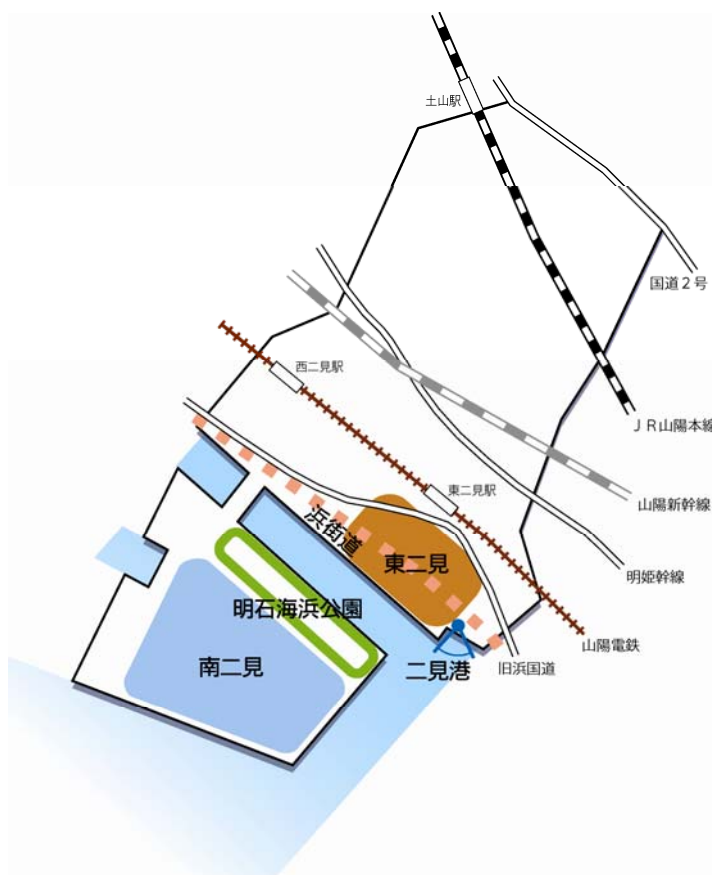 土山駅
国道２号
西二見駅
ＪＲ山陽本線
東二見駅
山陽新幹線
浜街道
東二見
明姫幹線
明石海浜公園
山陽電鉄
南二見
二見港
旧浜国道